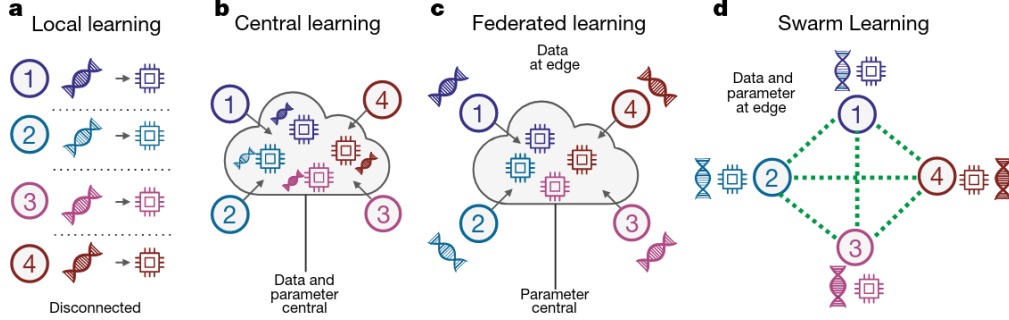 a Local learning
1
2
3
4
Disconnected
b Central learning
1
4
2
3
Data and
parameter
central
c Federated learning
Data
at edge
1
4
2
3
Parameter
central
d Swarm Learning
Data and
parameter
at edge
1
2
4
3